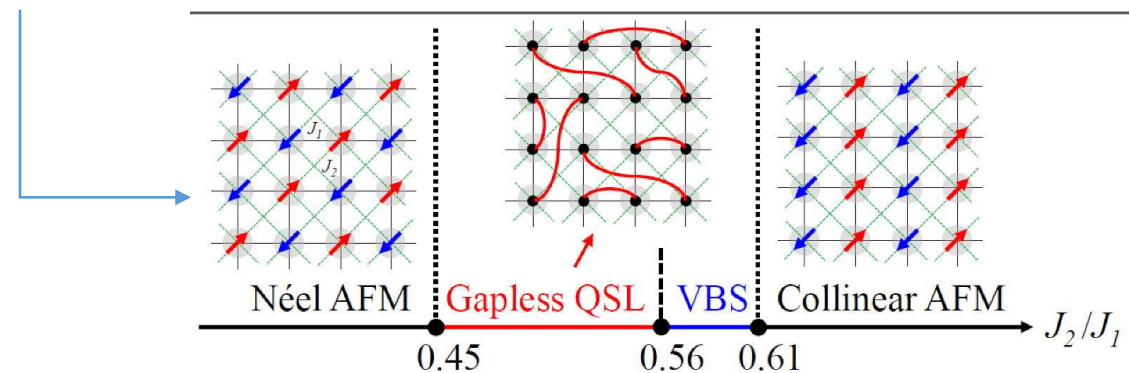 J₁
J₂
Néel AFM Gapless QSL VBS Collinear AFM
J₂/J₁
0.45 0.56 0.61